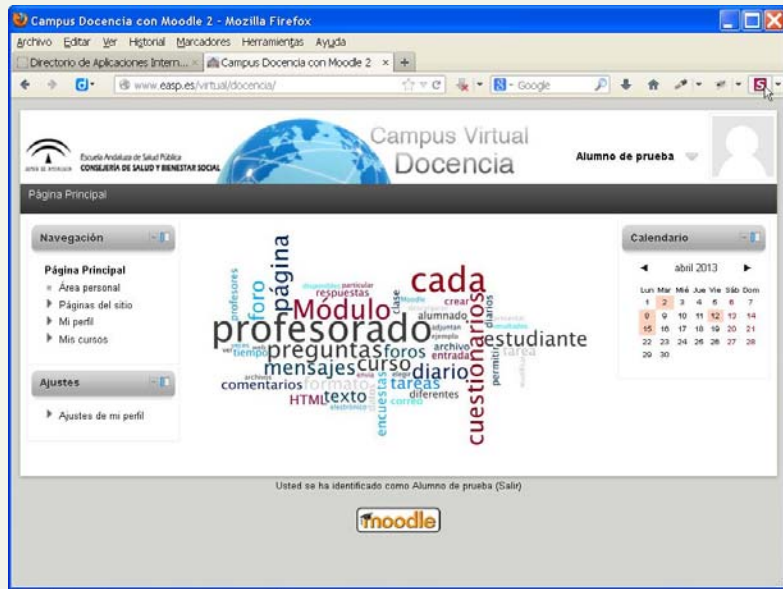 Campus Docencia con Moodle 2 - Mozilla Firefox
Archivo Editar Ver Historial Marcadores Herramientas Ayuda
Directorio de Aplicaciones Intern... × Campus Docencia con Moodle 2 × +
www.easp.es/virtual/docencia/ Google
Escuela Andaluza de Salud Pública
CONSEJERÍA DE SALUD Y BIENESTAR SOCIAL
Campus Virtual
Docencia
Alumno de prueba
Página Principal
Navegación
Página Principal
Área personal
Páginas del sitio
Mi perfil
Mis cursos
Ajustes
Ajustes de mi perfil
profesores
foro
página
particular
respuestas
Módulo
clase
Moodle
cada
crear
diarios
alumnado
profesorado
adjuntan
ejemplo
cuestionarios
estudiante
tiempo
preguntas
foros
archivo
entrada
permitir
tarea
mensajes
curso
diario
comentarios
formato
tareas
HTML
texto
encuestas
correo
diferentes
electrónico
Calendario
◄ abril 2013 ►
Lun Mar Mié Jue Vie Sáb Dom
1 2 3 4 5 6 7
8 9 10 11 12 13 14
15 16 17 18 19 20 21
22 23 24 25 26 27 28
29 30
Usted se ha identificado como Alumno de prueba (Salir)
moodle